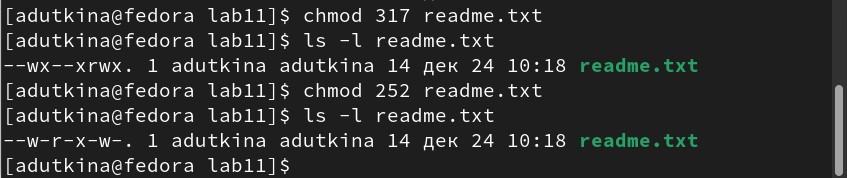 [adutkina@fedora lab11]$ chmod 317 readme.txt
[adutkina@fedora lab11]$ ls -l readme.txt
--wx--xrwx. 1 adutkina adutkina 14 дек 24 10:18 readme.txt
[adutkina@fedora lab11]$ chmod 252 readme.txt
[adutkina@fedora lab11]$ ls -l readme.txt
--w-r-x-w-. 1 adutkina adutkina 14 дек 24 10:18 readme.txt
[adutkina@fedora lab11]$